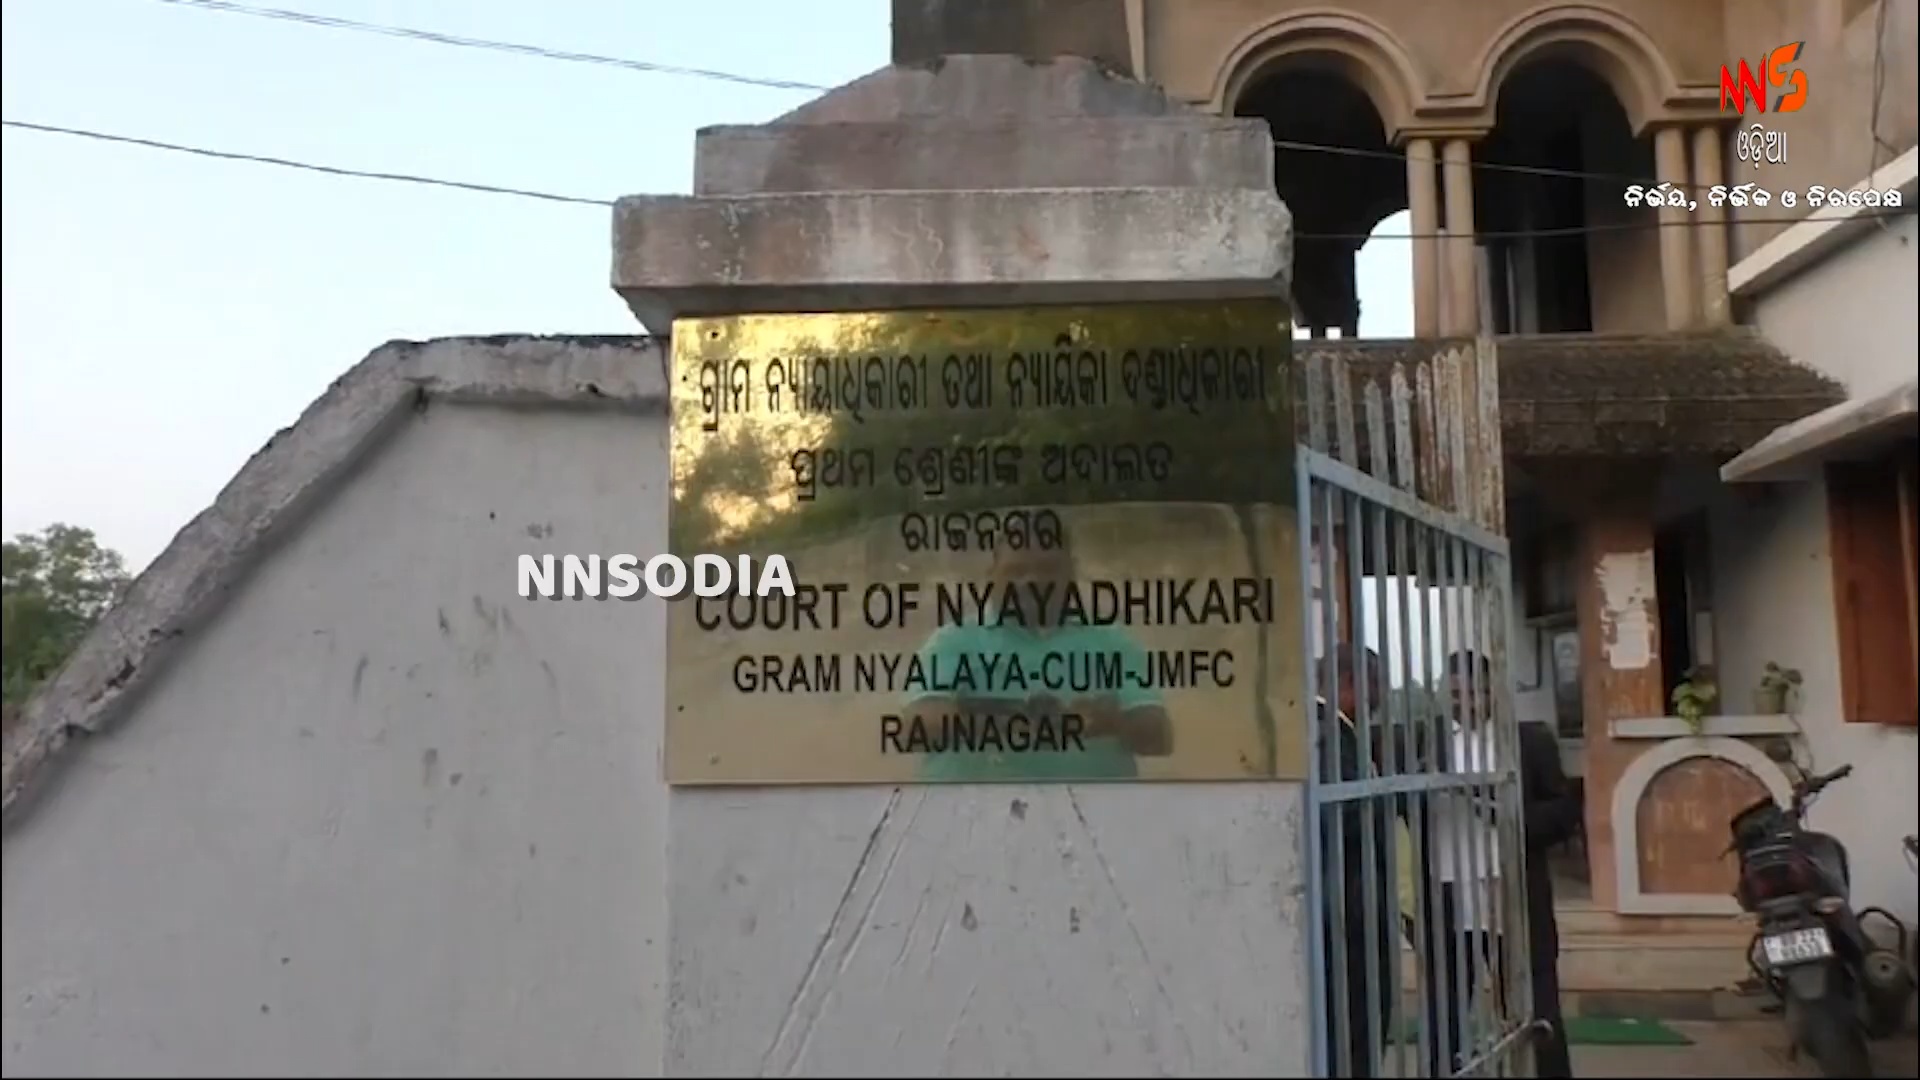 NNS
ଓଡ଼ିଆ
ନିର୍ଭୟ, ନିର୍ଭିକ ଓ ନିରପେକ୍ଷ
ଗ୍ରାମ ନ୍ୟାୟାଧିକାରୀ ତଥା ନ୍ୟାୟିକା ଦଣ୍ଡାଧିକାରୀ
ପ୍ରଥମ ଶ୍ରେଣୀଙ୍କ ଅଦାଲତ
ରାଜନଗର
NNSODIA
COURT OF NYAYADHIKARI
GRAM NYALAYA-CUM-JMFC
RAJNAGAR